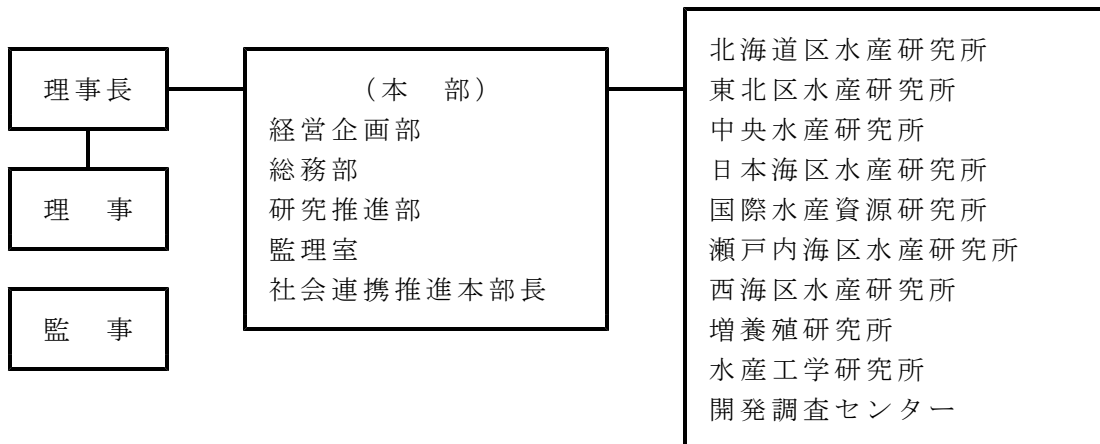 理事長
理　事
監　事
（本　部）
経営企画部
総務部
研究推進部
監理室
社会連携推進本部長
北海道区水産研究所
東北区水産研究所
中央水産研究所
日本海区水産研究所
国際水産資源研究所
瀬戸内海区水産研究所
西海区水産研究所
増養殖研究所
水産工学研究所
開発調査センター